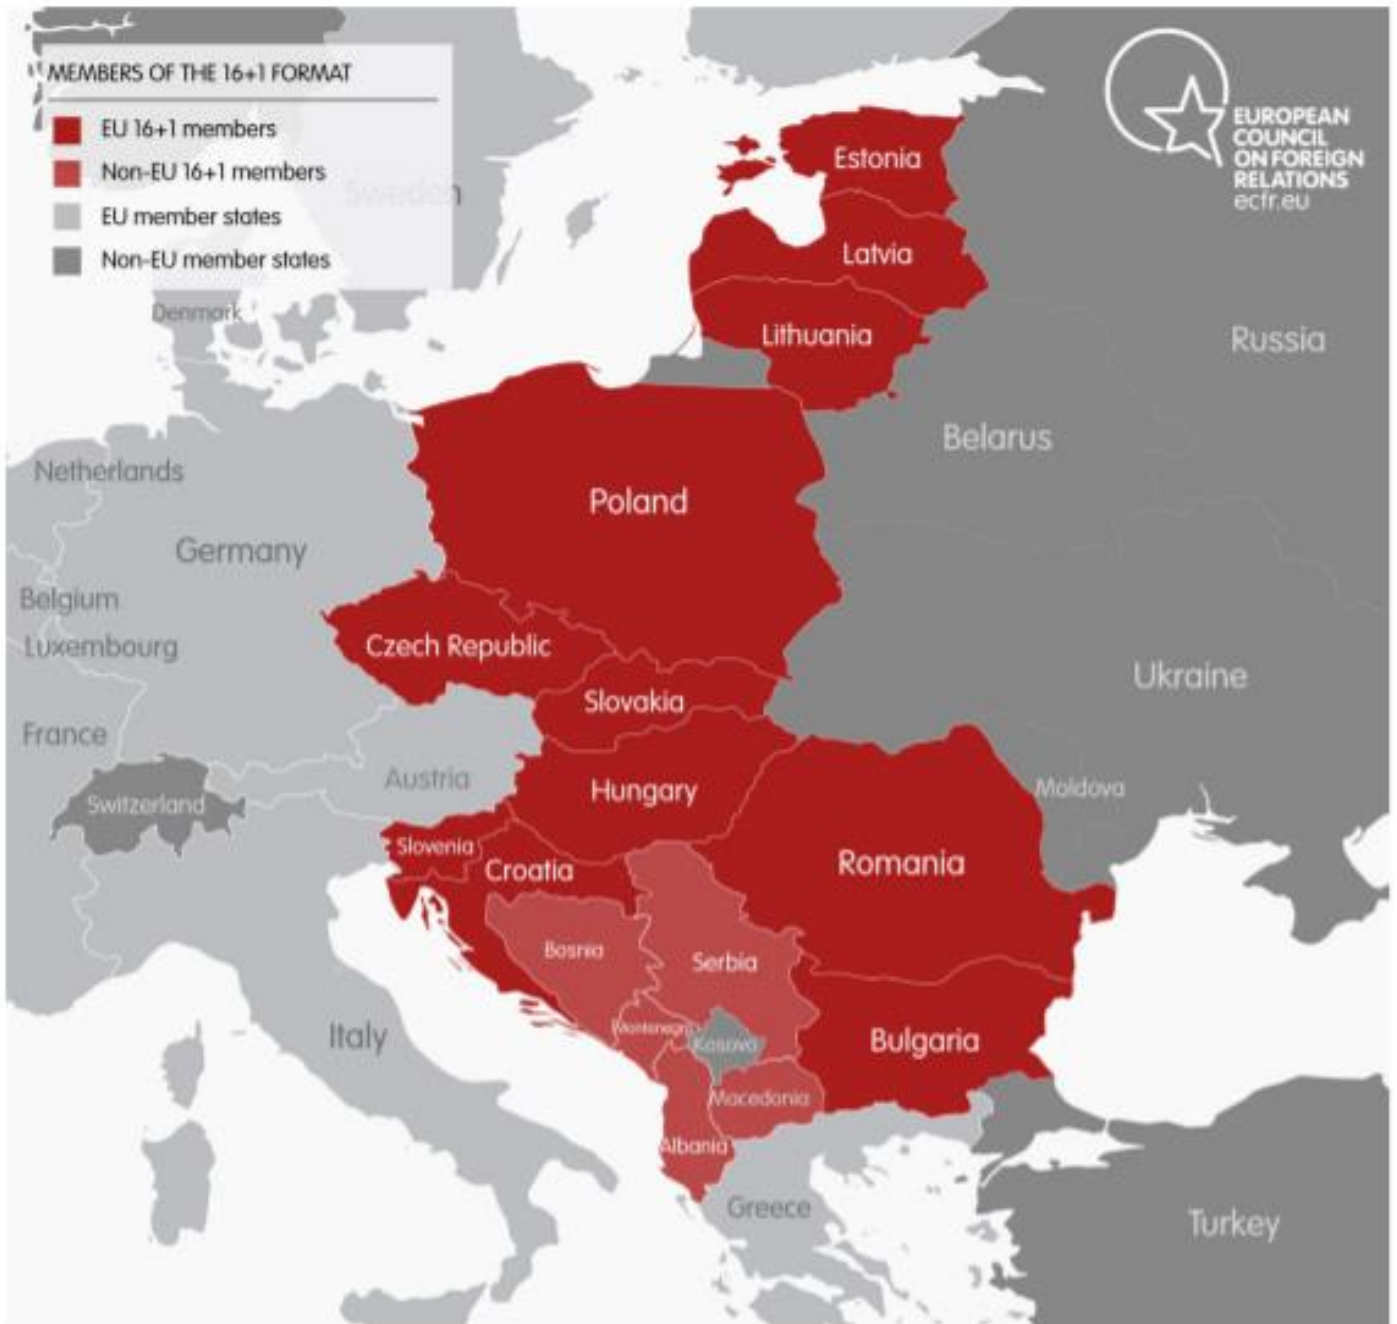 MEMBERS OF THE 16+1 FORMAT
EU 16+1 members
Non-EU 16+1 members
EU member states
Non-EU member states
EUROPEAN
COUNCIL
ON FOREIGN
RELATIONS
ecfr.eu
Sweden
Estonia
Latvia
Denmark
Lithuania
Russia
Belarus
Netherlands
Poland
Germany
Belgium
Luxembourg
Czech Republic
Ukraine
Slovakia
France
Austria
Hungary
Moldova
Switzerland
Slovenia
Croatia
Romania
Bosnia
Serbia
Italy
Montenegro
Kosovo
Bulgaria
Macedonia
Albania
Greece
Turkey